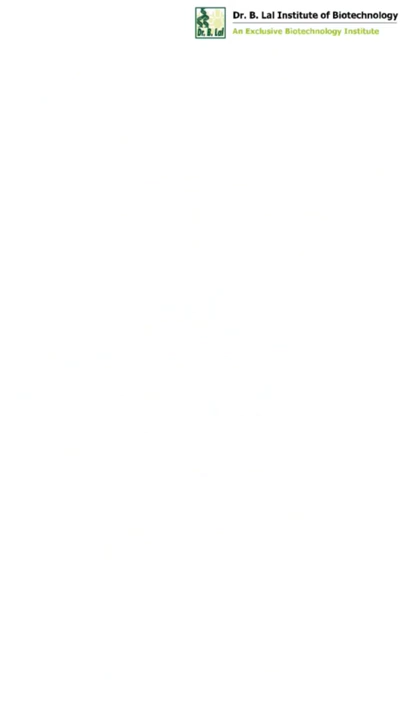 Dr. B. Lal
Dr. B. Lal Institute of Biotechnology
An Exclusive Biotechnology Institute